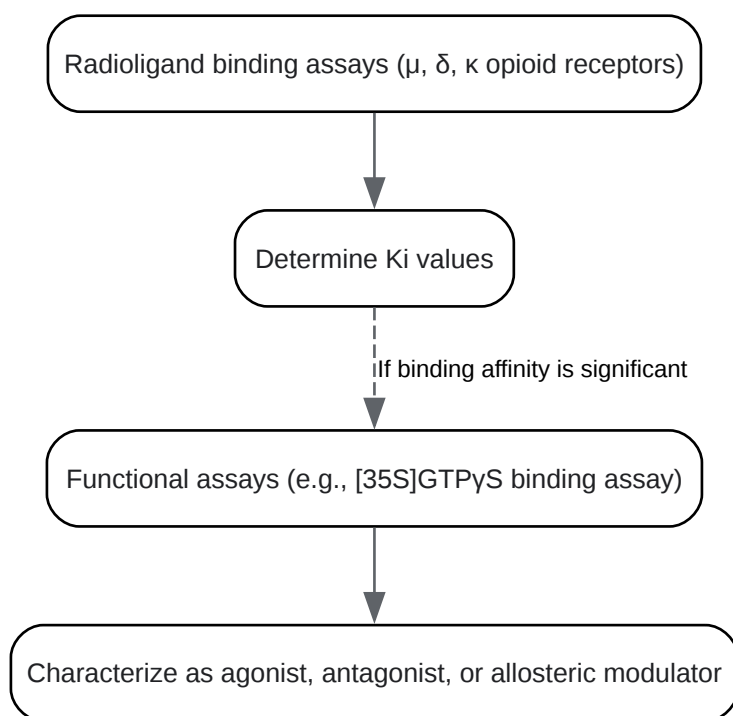 Radioligand binding assays (μ, δ, κ opioid receptors)
Determine Ki values
If binding affinity is significant
Functional assays (e.g., [35S]GTPγS binding assay)
Characterize as agonist, antagonist, or allosteric modulator